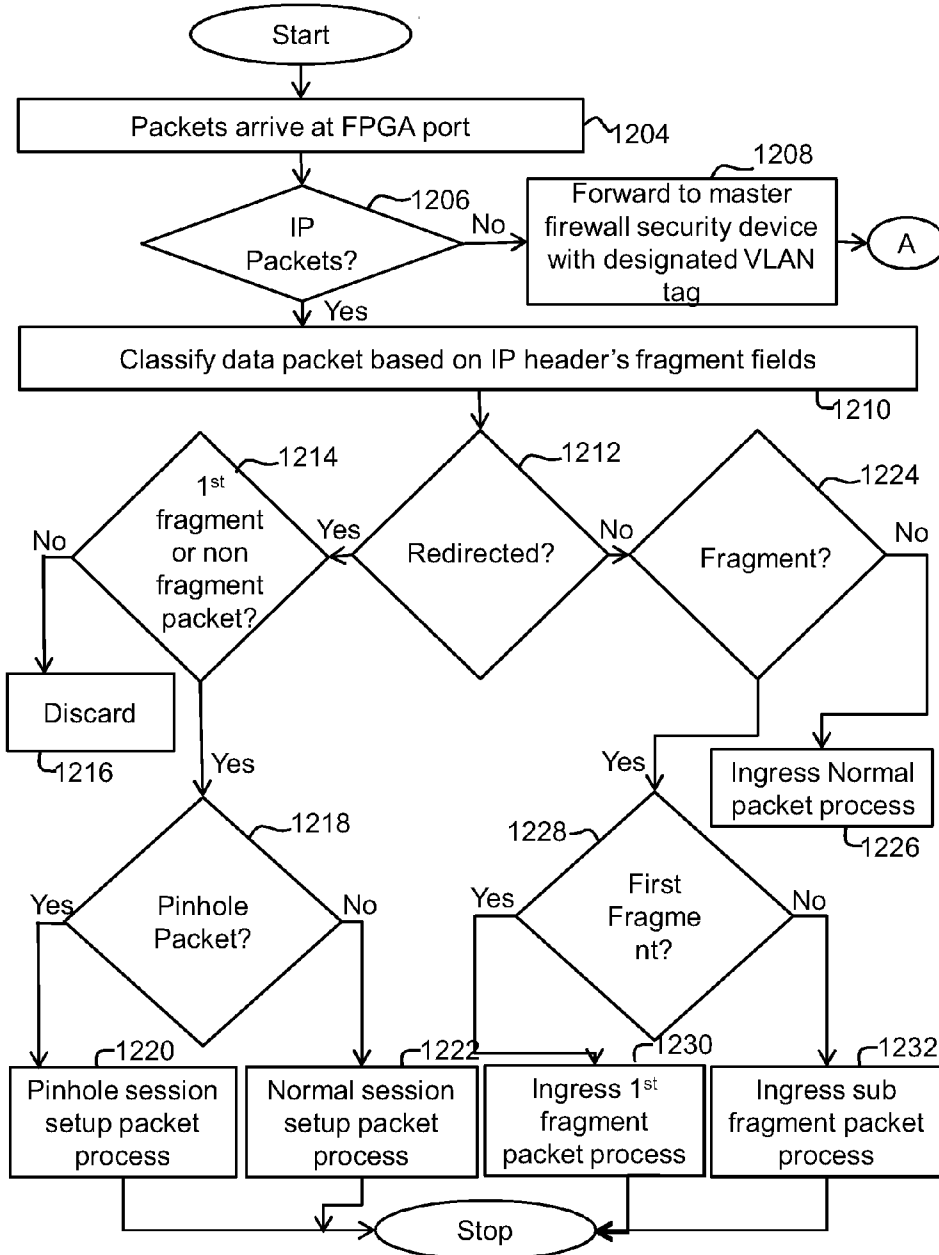 Start
Packets arrive at FPGA port
1204
1206
1208
IP
Packets?
No
Forward to master
firewall security device
with designated VLAN
tag
A
Yes
Classify data packet based on IP header's fragment fields
1210
1214
1212
1224
1st
fragment
or non
fragment
packet?
No
Yes
Redirected?
No
Fragment?
No
Discard
1216
Yes
Yes
Ingress Normal
packet process
1226
1218
1228
Yes
Pinhole
Packet?
No
Yes
First
Fragme
nt?
No
1220
1222
1230
1232
Pinhole session
setup packet
process
Normal session
setup packet
process
Ingress 1st
fragment
packet process
Ingress sub
fragment packet
process
Stop